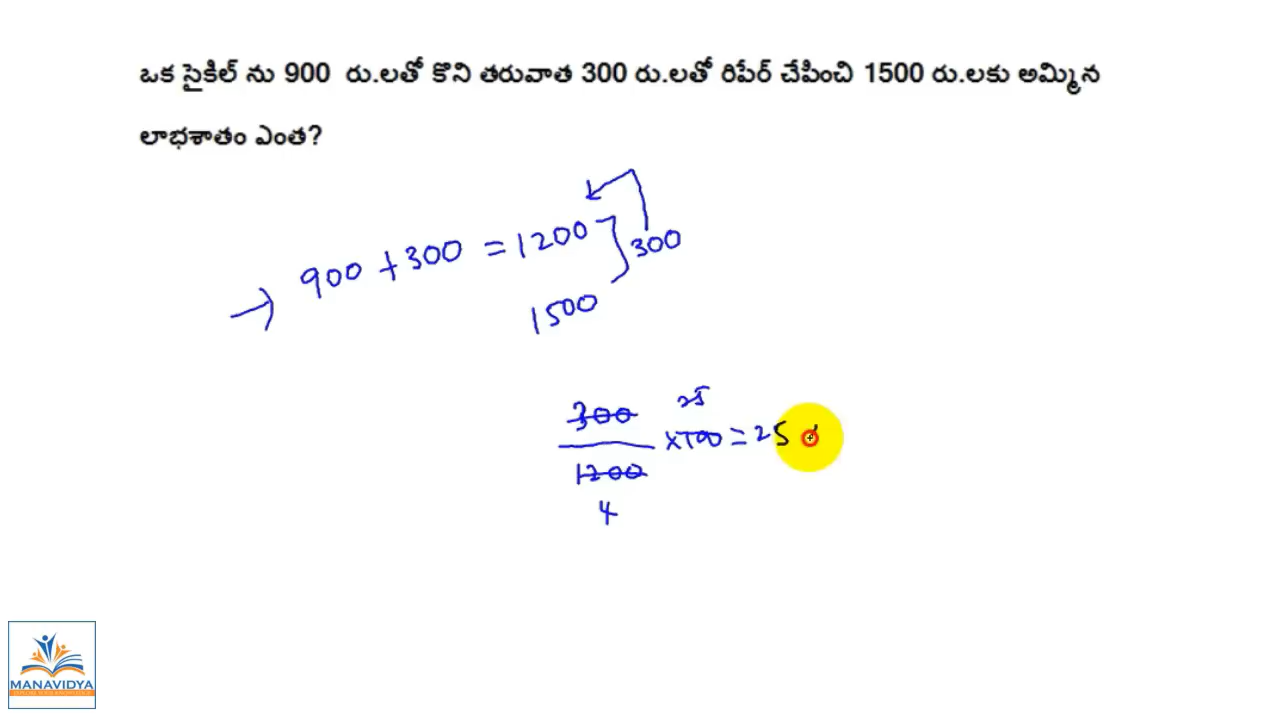 ఒక సైకిల్ ను 900 రు.లతో కొని తరువాత 300 రు.లతో రిపేర్ చేపించి 1500 రు.లకు అమ్మిన
లాభశాతం ఎంత?
→ 900 + 300 = 1200 } 300
1500
25
300
× 100 = 25
1200
4
MANAVIDYA